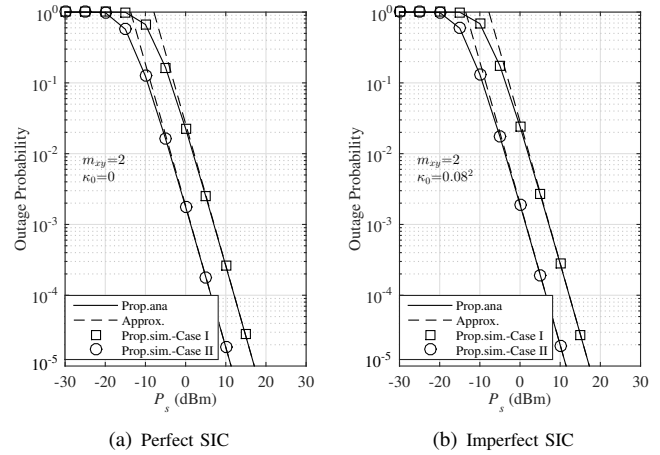 10^0
10^-1
10^-2
10^-3
10^-4
10^-5
Outage Probability
m_xy=2
κ_0=0
Prop.ana
Approx.
Prop.sim.-Case I
Prop.sim.-Case II
-30 -20 -10 0 10 20 30
P_s (dBm)
(a) Perfect SIC
10^0
10^-1
10^-2
10^-3
10^-4
10^-5
Outage Probability
m_xy=2
κ_0=0.08^2
Prop.ana
Approx.
Prop.sim.-Case I
Prop.sim.-Case II
-30 -20 -10 0 10 20 30
P_s (dBm)
(b) Imperfect SIC